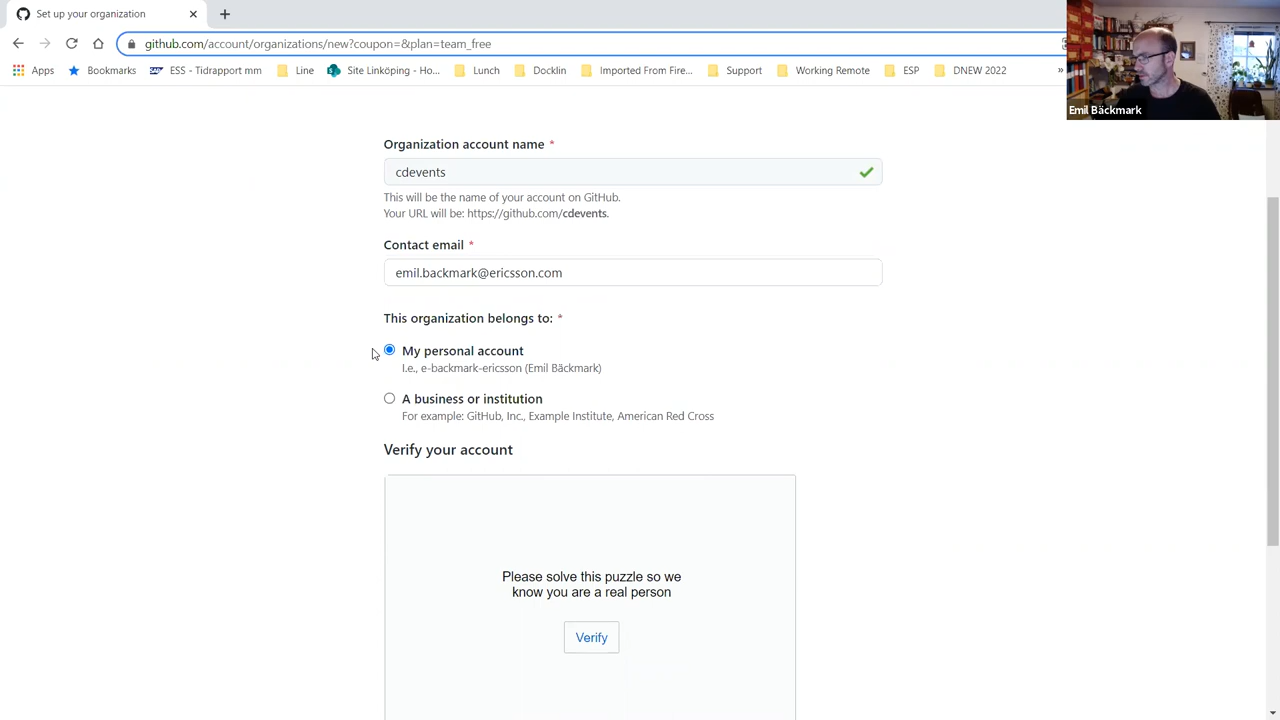 Set up your organization
github.com/account/organizations/new?coupon=&plan=team_free
Apps
Bookmarks
ESS - Tidrapport mm
Line
Site Linköping - Ho...
Lunch
Docklin
Imported From Fire...
Support
Working Remote
ESP
DNEW 2022
»
Emil Bäckmark
Organization account name *
cdevents
This will be the name of your account on GitHub.
Your URL will be: https://github.com/cdevents.
Contact email *
emil.backmark@ericsson.com
This organization belongs to: *
My personal account
I.e., e-backmark-ericsson (Emil Bäckmark)
A business or institution
For example: GitHub, Inc., Example Institute, American Red Cross
Verify your account
Please solve this puzzle so we
know you are a real person
Verify